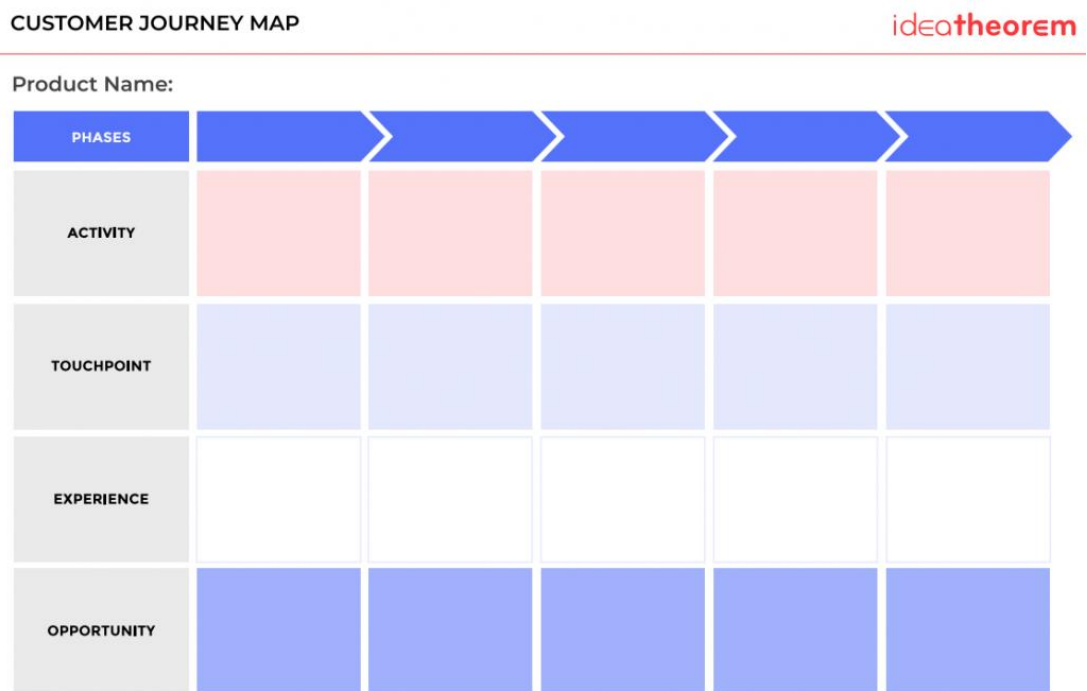 CUSTOMER JOURNEY MAP
ideatheorem
Product Name:
PHASES
ACTIVITY
TOUCHPOINT
EXPERIENCE
OPPORTUNITY